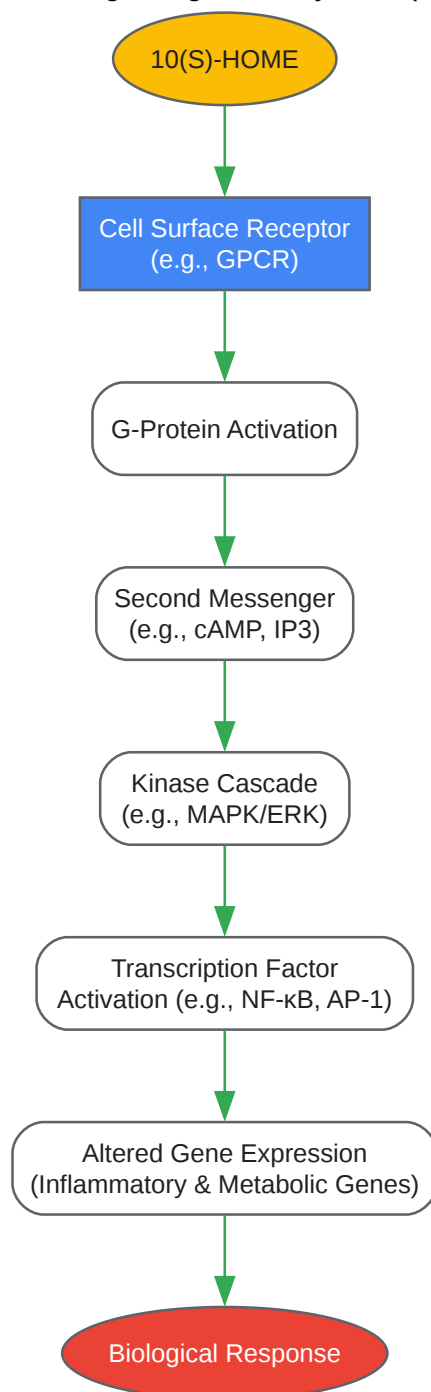 10(S)-HOME
Cell Surface Receptor
(e.g., GPCR)
G-Protein Activation
Second Messenger
(e.g., cAMP, IP3)
Kinase Cascade
(e.g., MAPK/ERK)
Transcription Factor
Activation (e.g., NF-κB, AP-1)
Altered Gene Expression
(Inflammatory & Metabolic Genes)
Biological Response